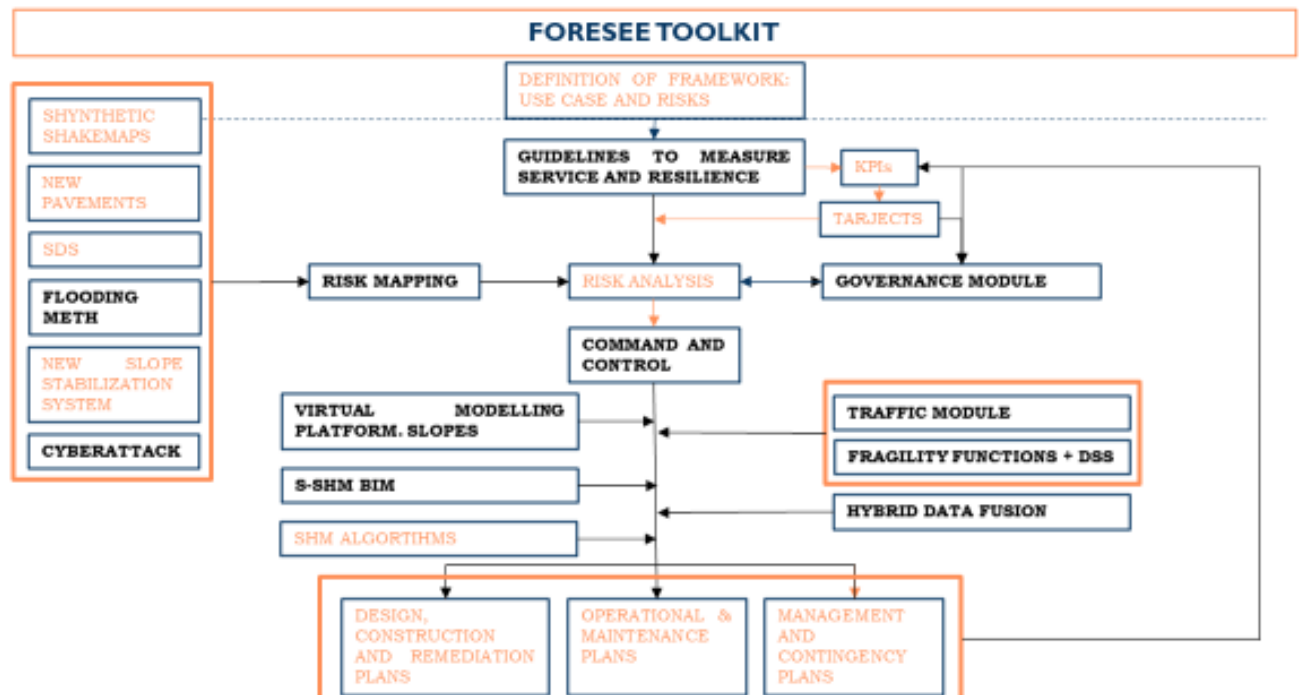 FORESEE TOOLKIT
DEFINITION OF FRAMEWORK:
USE CASE AND RISKS
SHYNTHETIC
SHAKEMAPS
NEW
PAVEMENTS
SDS
FLOODING
METH
NEW SLOPE
STABILIZATION
SYSTEM
CYBERATTACK
GUIDELINES TO MEASURE
SERVICE AND RESILIENCE
KPIs
TARJECTS
RISK MAPPING
RISK ANALYSIS
GOVERNANCE MODULE
COMMAND AND
CONTROL
VIRTUAL MODELLING
PLATFORM. SLOPES
S-SHM BIM
SHM ALGORTIHMS
TRAFFIC MODULE
FRAGILITY FUNCTIONS + DSS
HYBRID DATA FUSION
DESIGN,
CONSTRUCTION
AND REMEDIATION
PLANS
OPERATIONAL &
MAINTENANCE
PLANS
MANAGEMENT
AND
CONTINGENCY
PLANS